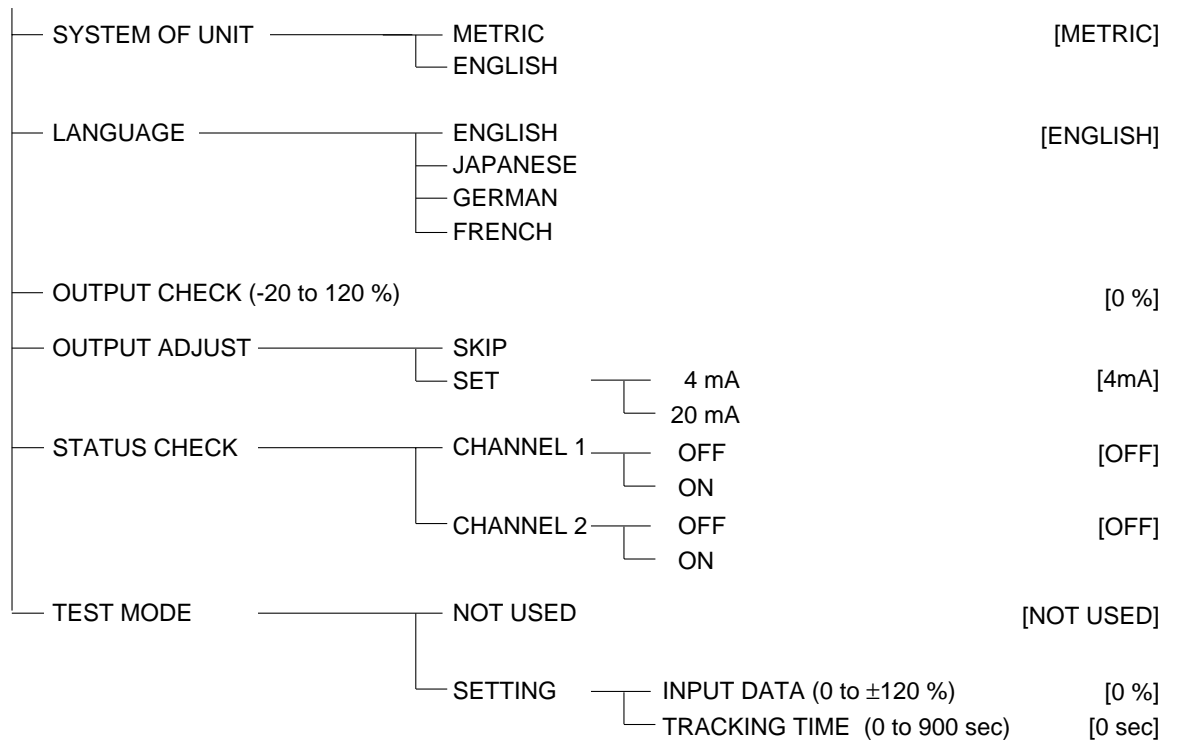 SYSTEM OF UNIT METRIC [METRIC]
ENGLISH
LANGUAGE ENGLISH [ENGLISH]
JAPANESE
GERMAN
FRENCH
OUTPUT CHECK (-20 to 120 %) [0 %]
OUTPUT ADJUST SKIP
SET 4 mA [4mA]
20 mA
STATUS CHECK CHANNEL 1 OFF [OFF]
ON
CHANNEL 2 OFF [OFF]
ON
TEST MODE NOT USED [NOT USED]
SETTING INPUT DATA (0 to ±120 %) [0 %]
TRACKING TIME (0 to 900 sec) [0 sec]